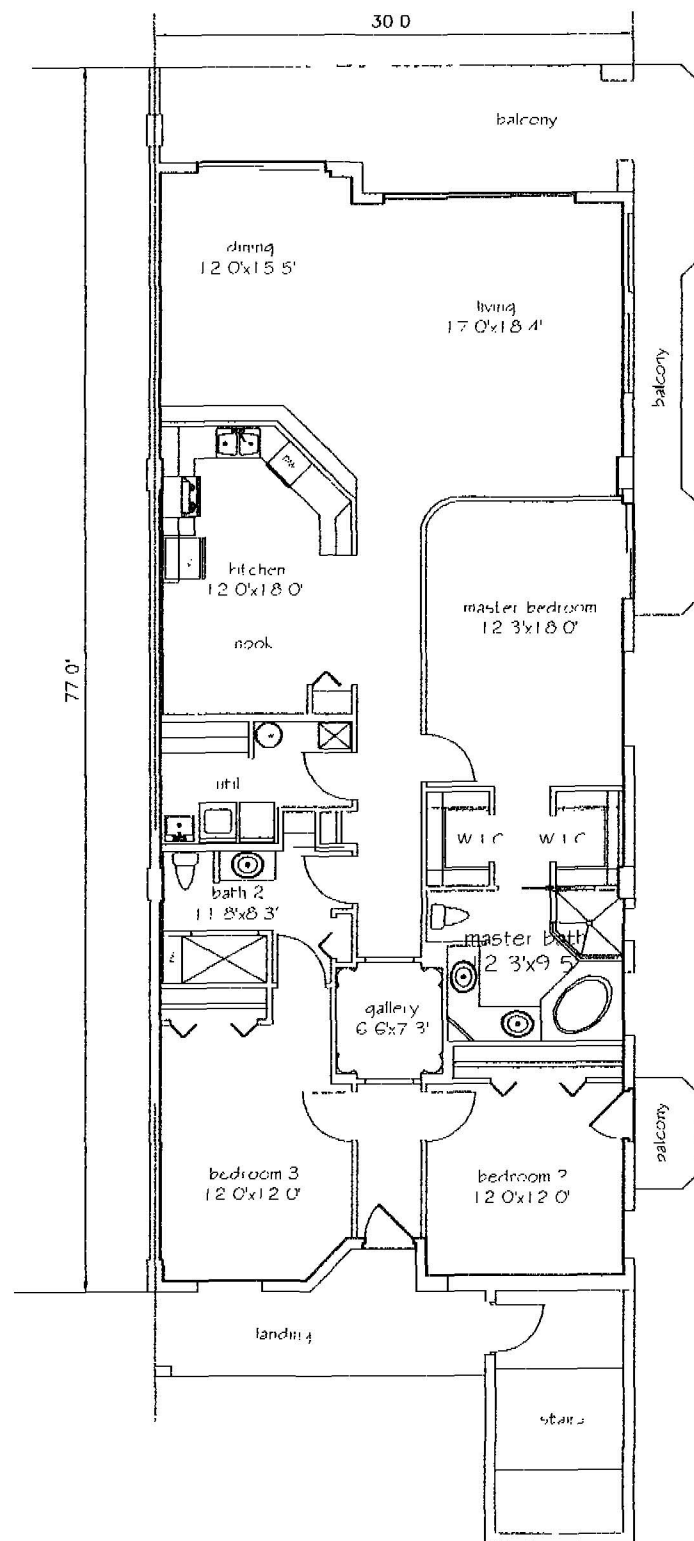 30 0
balcony
dining
12 0'x15 5'
living
17 0'x18 4'
balcony
kitchen
12 0'x18 0'
nook
master bedroom
12 3'x18 0'
77 0'
util
W I C
W I C
bath 2
11 8'x8 3'
master bath
12 3'x9 5'
gallery
6 6'x7 3'
bedroom 3
12 0'x12 0'
bedroom 2
12 0'x12 0'
balcony
landing
stairs